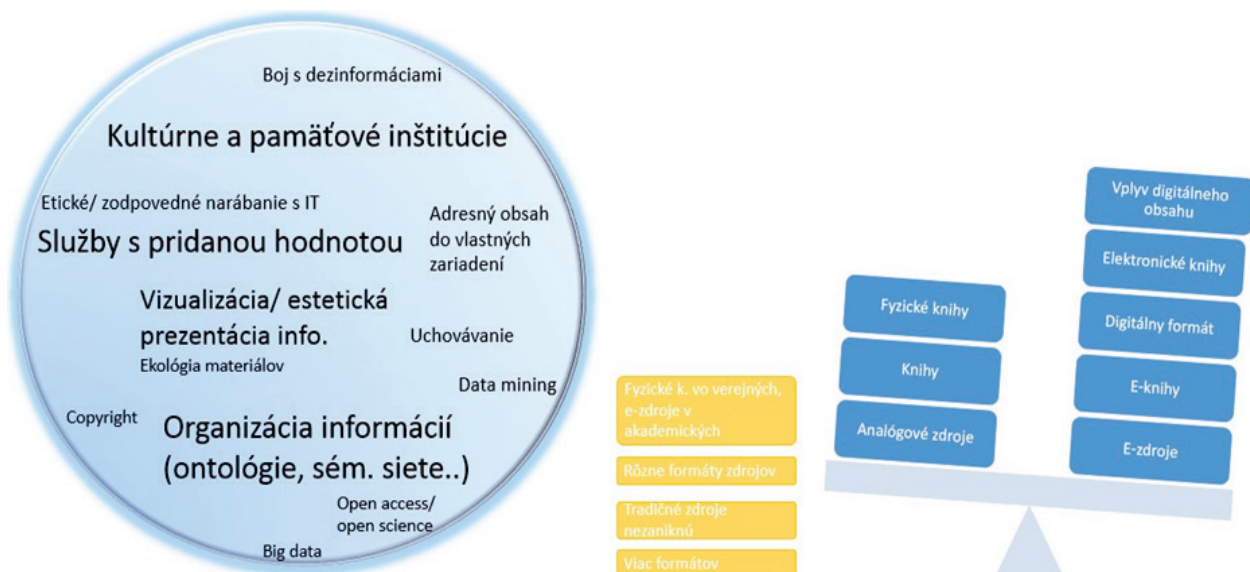 Boj s dezinformáciami
Kultúrne a pamäťové inštitúcie
Etické/ zodpovedné narábanie s IT
Adresný obsah
do vlastných
zariadení
Služby s pridanou hodnotou
Vizualizácia/ estetická
prezentácia info.
Uchovávanie
Ekológia materiálov
Data mining
Copyright
Organizácia informácií
(ontológie, sém. siete..)
Open access/
open science
Big data
Fyzické k. vo verejných,
e-zdroje v
akademických
Rôzne formáty zdrojov
Tradičné zdroje
nezaniknú
Viac formátov
Fyzické knihy
Knihy
Analógové zdroje
Vplyv digitálneho
obsahu
Elektronické knihy
Digitálny formát
E-knihy
E-zdroje